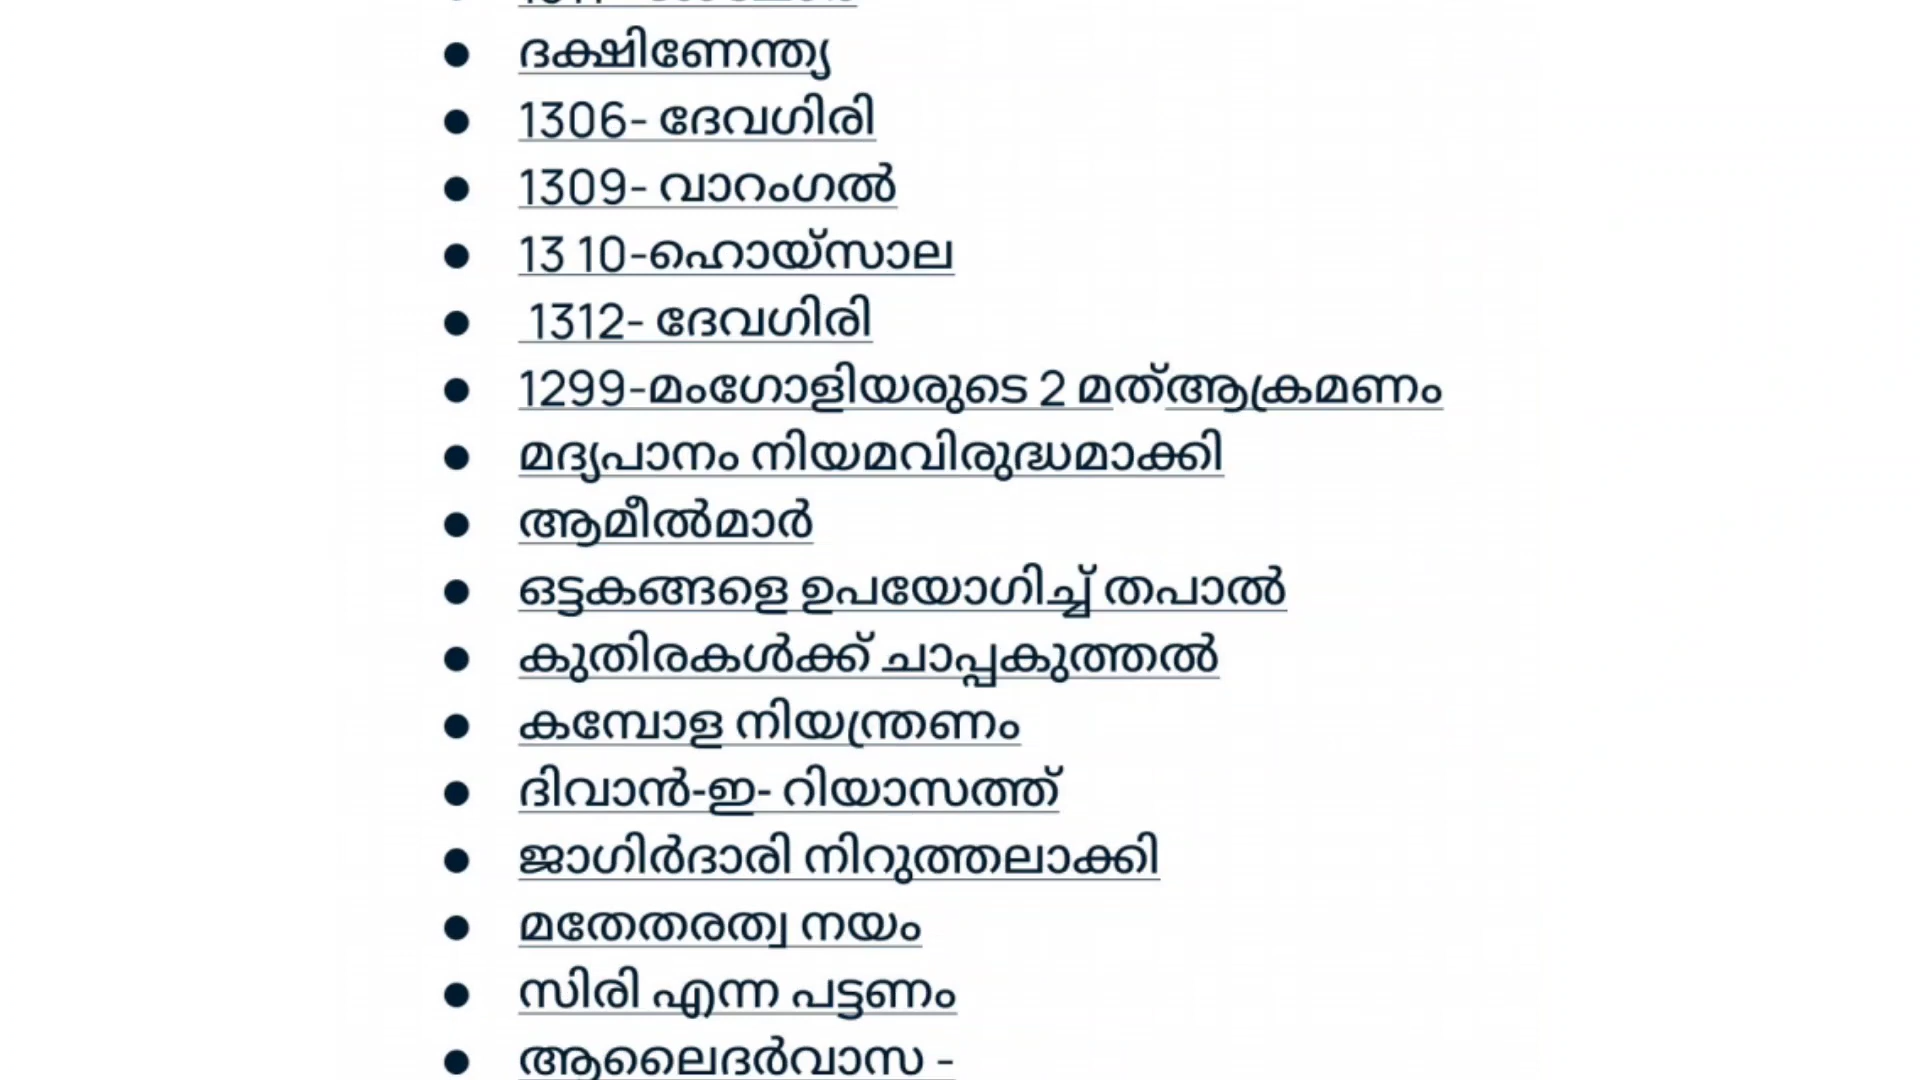 ദക്ഷിണേന്ത്യ
1306- ദേവഗിരി
1309- വാറംഗൽ
13 10-ഹൊയ്സാല
1312- ദേവഗിരി
1299-മംഗോളിയരുടെ 2 മത്ആക്രമണം
മദ്യപാനം നിയമവിരുദ്ധമാക്കി
ആമീൽമാർ
ഒട്ടകങ്ങളെ ഉപയോഗിച്ച് തപാൽ
കുതിരകൾക്ക് ചാപ്പകുത്തൽ
കമ്പോള നിയന്ത്രണം
ദിവാൻ-ഇ- റിയാസത്ത്
ജാഗിർദാരി നിറുത്തലാക്കി
മതേതരത്വ നയം
സിരി എന്ന പട്ടണം
ആലൈദർവാസ -